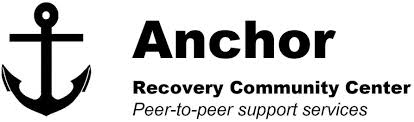 Anchor
Recovery Community Center
Peer-to-peer support services